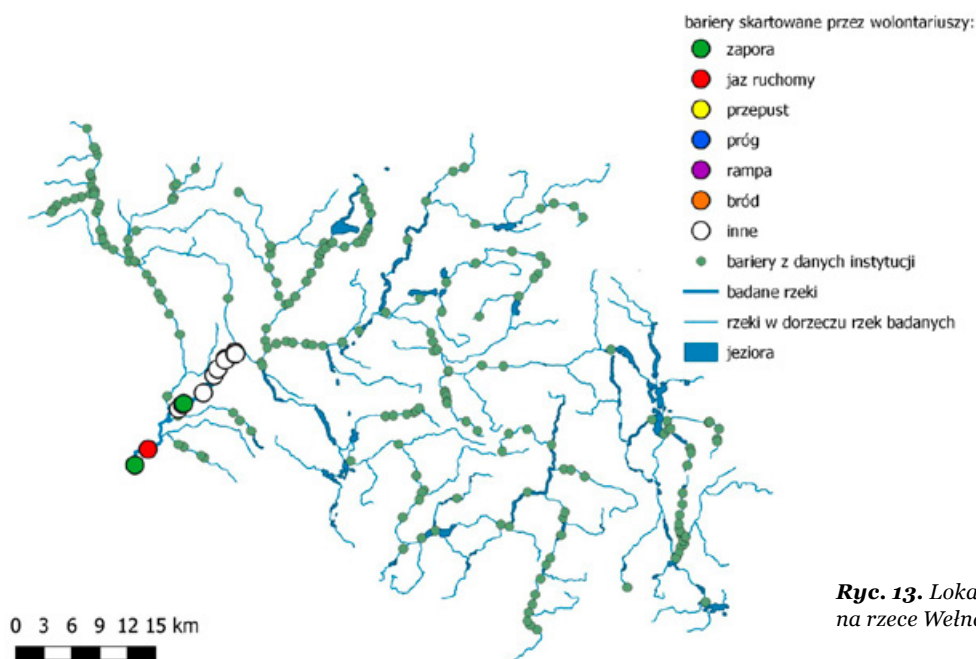 bariery skartowane przez wolontariuszy:
zapora
jaz ruchomy
przepust
próg
rampa
bród
inne
bariery z danych instytucji
badane rzeki
rzeki w dorzeczu rzek badanych
jeziora
Ryc. 13. Loka
na rzece Wełn
0 3 6 9 12 15 km